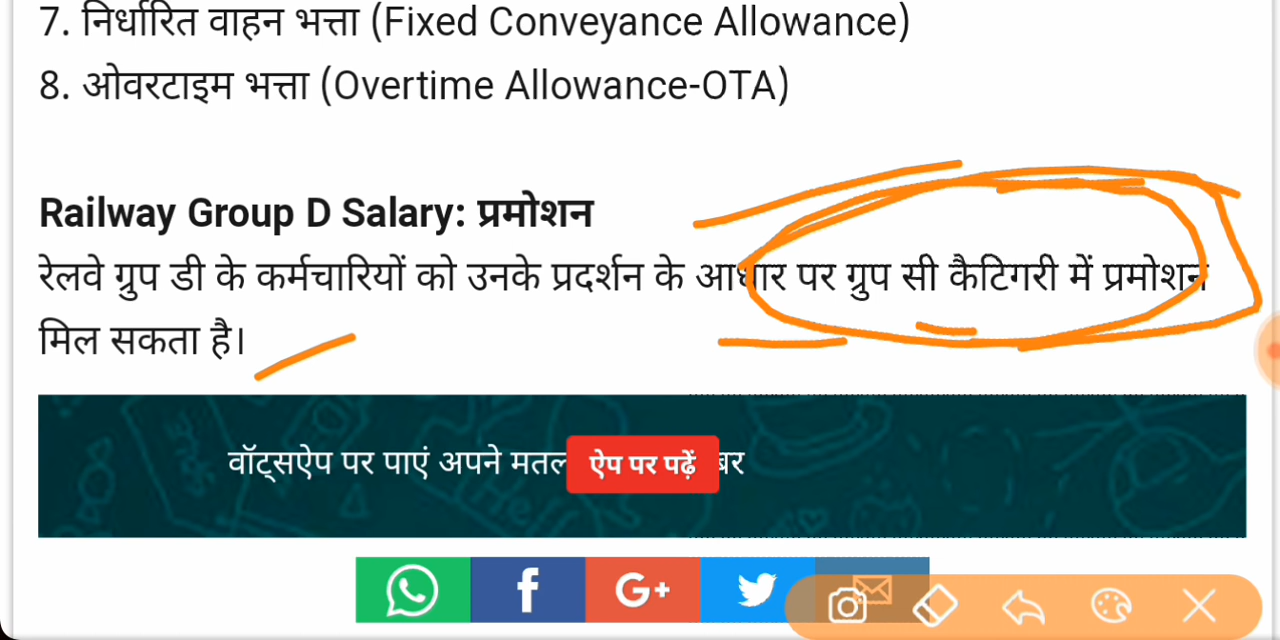 7. निर्धारित वाहन भत्ता (Fixed Conveyance Allowance)
8. ओवरटाइम भत्ता (Overtime Allowance-OTA)
Railway Group D Salary: प्रमोशन
रेलवे ग्रुप डी के कर्मचारियों को उनके प्रदर्शन के आधार पर ग्रुप सी कैटिगरी में प्रमोशन
मिल सकता है।
वॉट्सऐप पर पाएं अपने मतल ऐप पर पढ़ें बर
f G+